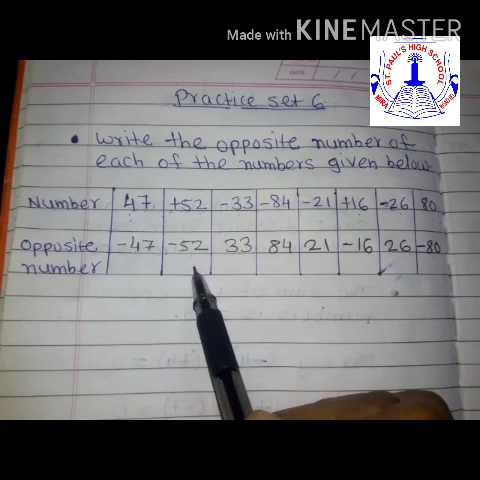 Made with KINEMASTER
ST. PAUL'S HIGH SCHOOL
DATE
Practice set 6
• Write the opposite number of
each of the numbers given below.
Number 47 +52 -33 -84 -21 +16 -26 80
Opposite number -47 -52 33 84 21 -16 26 -80